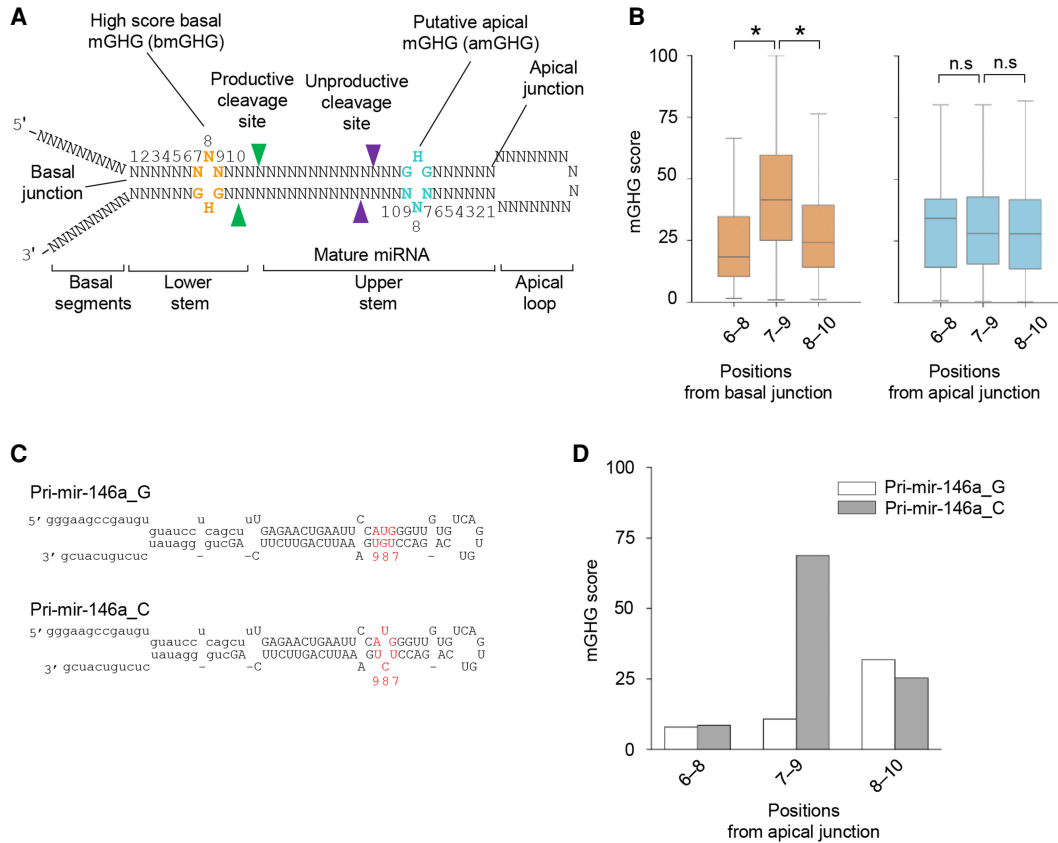 A
High score basal
mGHG (bmGHG)
Putative apical
mGHG (amGHG)
Productive
cleavage
site
Unproductive
cleavage
site
Apical
junction
5′
NNNNNNNNNN
8
H
1234567N910
NNNNNNN
Basal
junction
N
H
109N7654321
8
3′
Mature miRNA
Basal
segments
Lower
stem
Upper
stem
Apical
loop
B
mGHG score
100
75
50
25
0
*
*
6–8
7–9
8–10
Positions
from basal junction
n.s
n.s
6–8
7–9
8–10
Positions
from apical junction
C
Pri-mir-146a_G
5′ gggaagccgaugu u uU C G UCA
guaucc cagcu GAGAACUGAAUU CAUGGGUU UG G
uauagg gucGA UUCUUGACUUAA GUGUCCAG AC U
3′ gcuacugucuc - -C A - UG
987
Pri-mir-146a_C
5′ gggaagccgaugu u uU C U G UCA
guaucc cagcu GAGAACUGAAUU CA GGGUU UG G
uauagg gucGA UUCUUGACUUAA GU UCCAG AC U
3′ gcuacugucuc - -C A C - UG
987
D
mGHG score
100
75
50
25
0
Pri-mir-146a_G
Pri-mir-146a_C
6–8
7–9
8–10
Positions
from apical junction